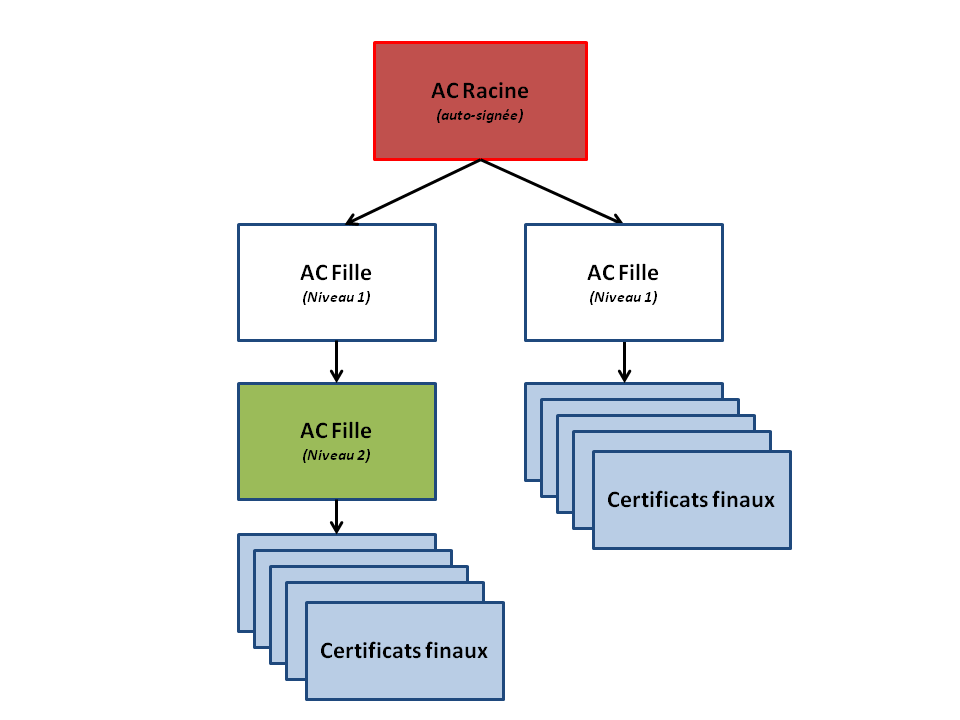 AC Racine
(auto-signée)
AC Fille
(Niveau 1)
AC Fille
(Niveau 1)
AC Fille
(Niveau 2)
Certificats finaux
Certificats finaux